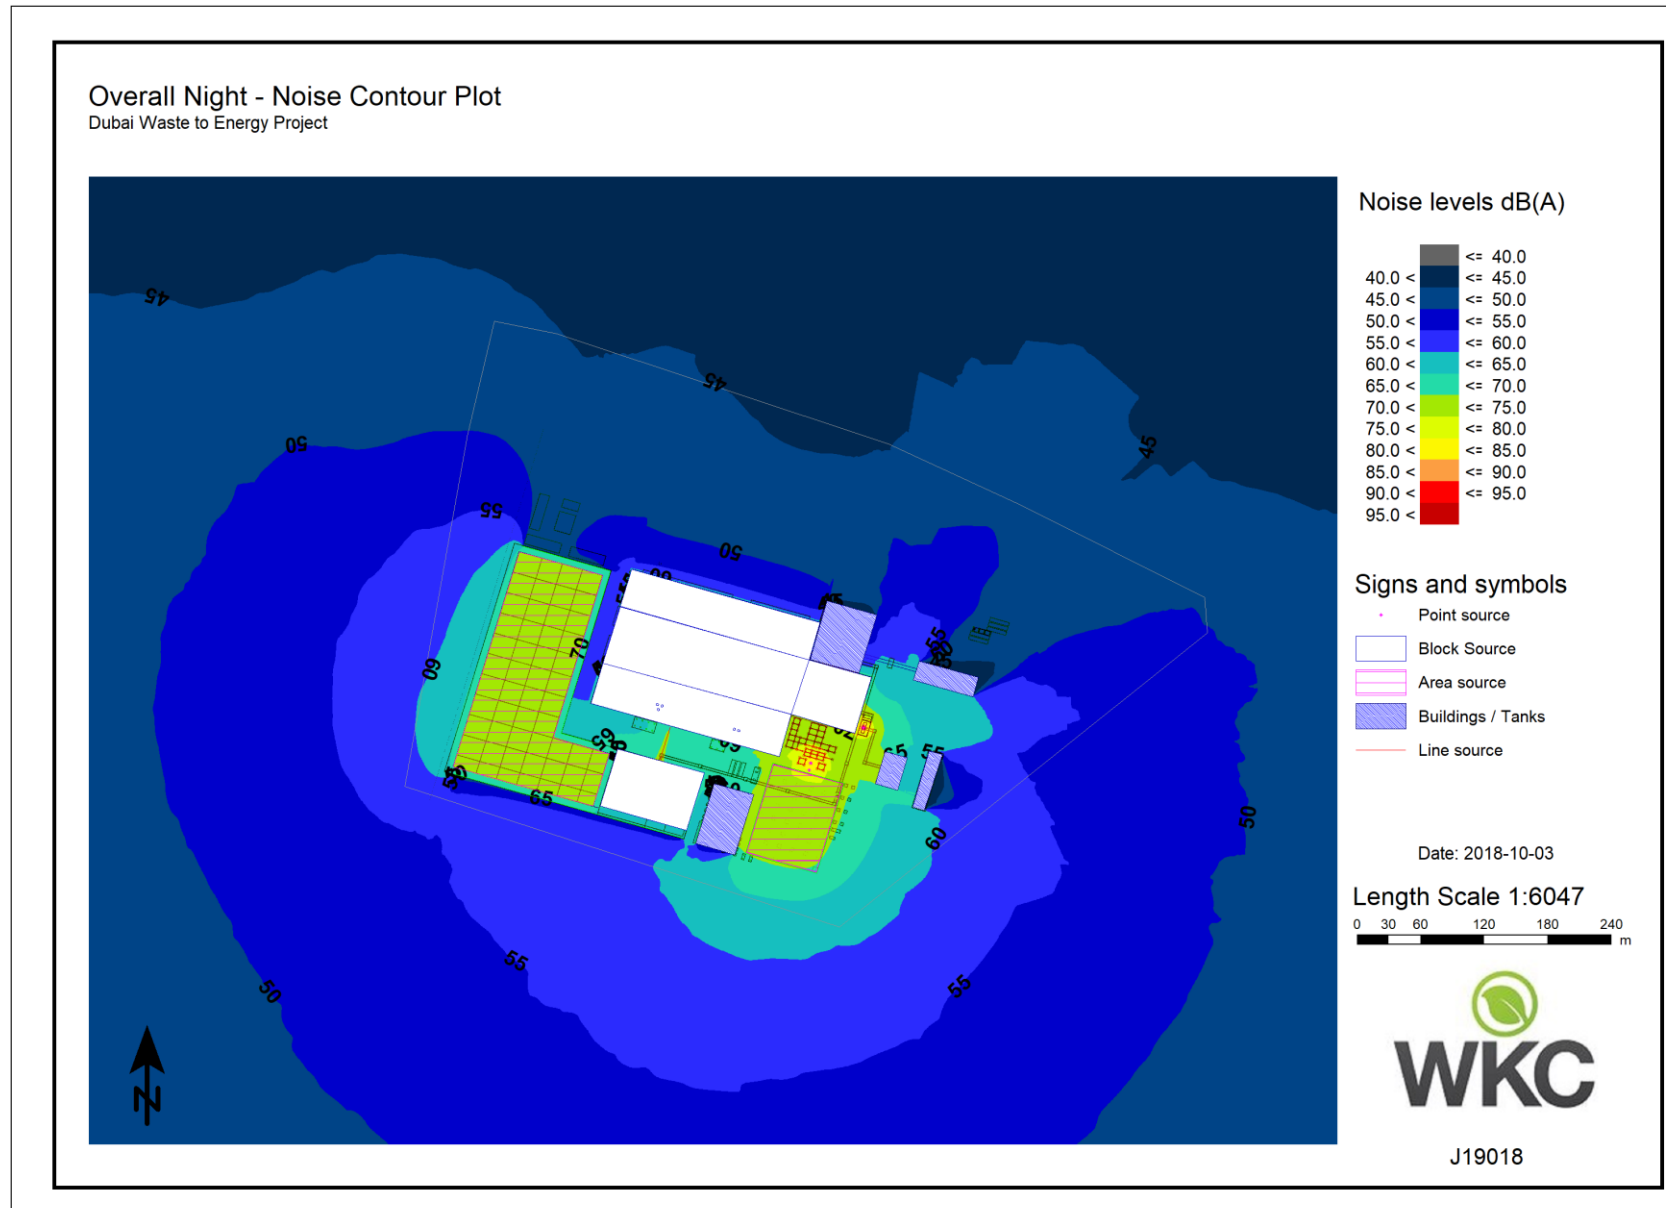 Overall Night - Noise Contour Plot
Dubai Waste to Energy Project
Noise levels dB(A)
<= 40.0
40.0 < <= 45.0
45.0 < <= 50.0
50.0 < <= 55.0
55.0 < <= 60.0
60.0 < <= 65.0
65.0 < <= 70.0
70.0 < <= 75.0
75.0 < <= 80.0
80.0 < <= 85.0
85.0 < <= 90.0
90.0 < <= 95.0
95.0 <
Signs and symbols
Point source
Block Source
Area source
Buildings / Tanks
Line source
Date: 2018-10-03
Length Scale 1:6047
0 30 60 120 180 240
m
WKC
J19018
45
45
45
50
55
50
60
70
55
65
65
65
55
60
50
55
55
50
N